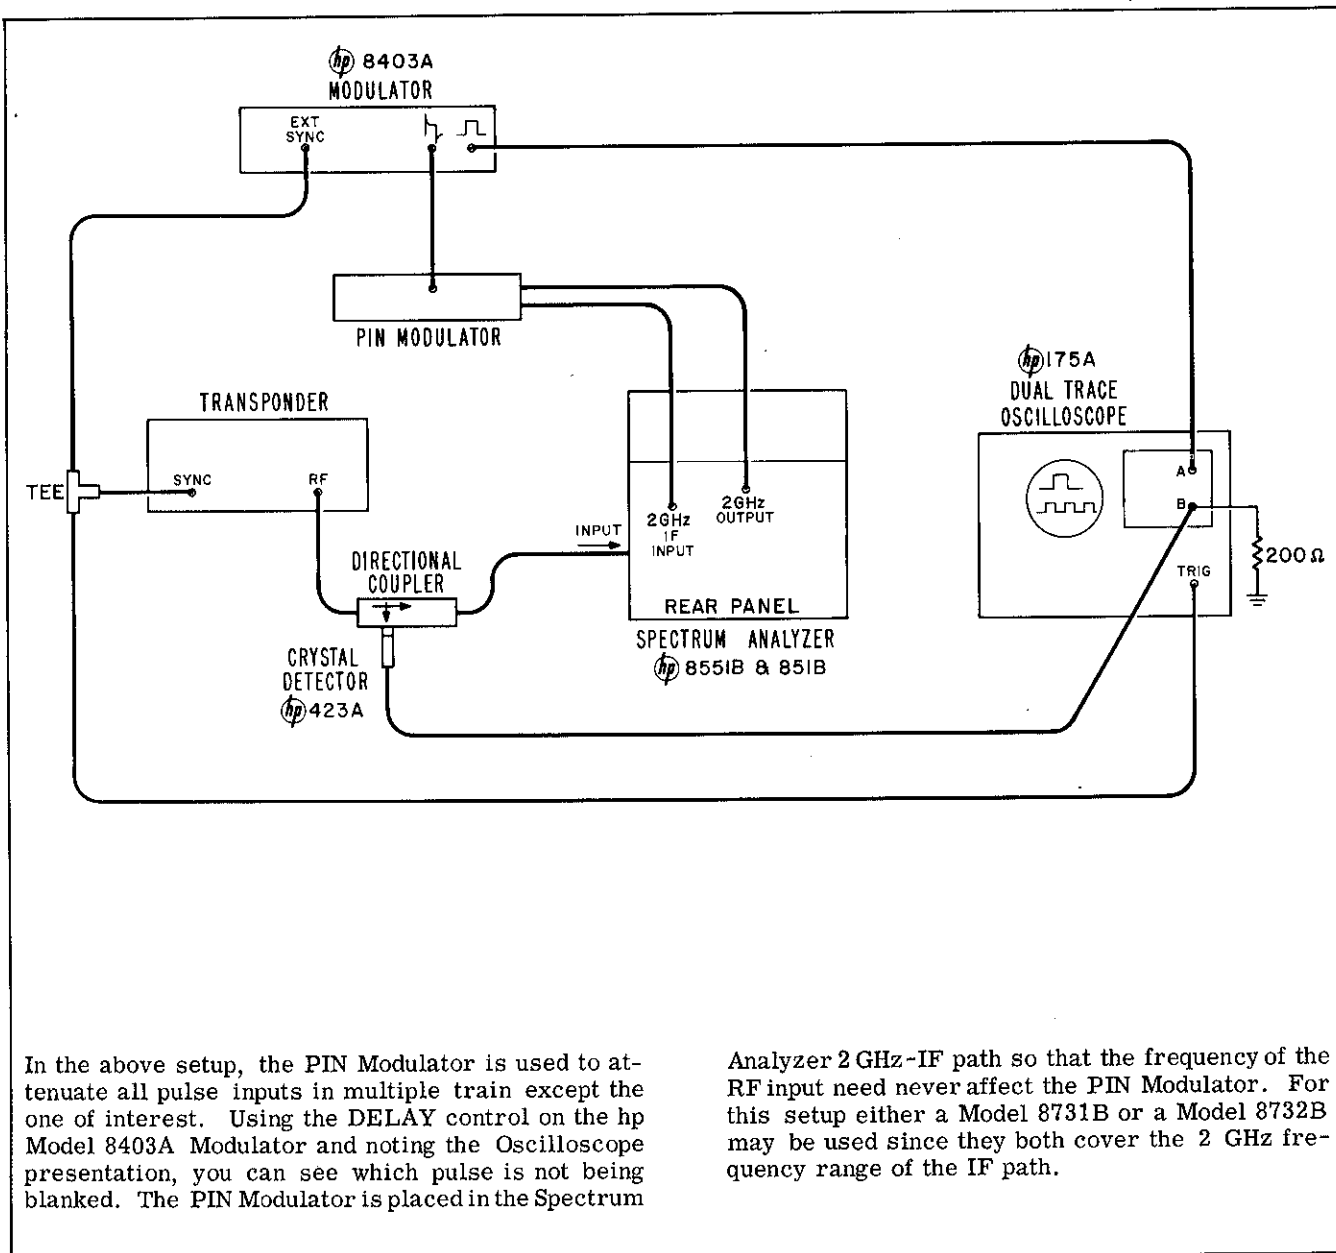 hp 8403A
MODULATOR
EXT
SYNC
PIN MODULATOR
TRANSPONDER
SYNC
RF
TEE
DIRECTIONAL
COUPLER
CRYSTAL
DETECTOR
hp 423A
INPUT
2GHz
IF
INPUT
2GHz
OUTPUT
REAR PANEL
SPECTRUM ANALYZER
hp 8551B & 851B
hp 175A
DUAL TRACE
OSCILLOSCOPE
A
B
TRIG
200Ω
In the above setup, the PIN Modulator is used to at-
tenuate all pulse inputs in multiple train except the
one of interest. Using the DELAY control on the hp
Model 8403A Modulator and noting the Oscilloscope
presentation, you can see which pulse is not being
blanked. The PIN Modulator is placed in the Spectrum
Analyzer 2 GHz-IF path so that the frequency of the
RF input need never affect the PIN Modulator. For
this setup either a Model 8731B or a Model 8732B
may be used since they both cover the 2 GHz fre-
quency range of the IF path.